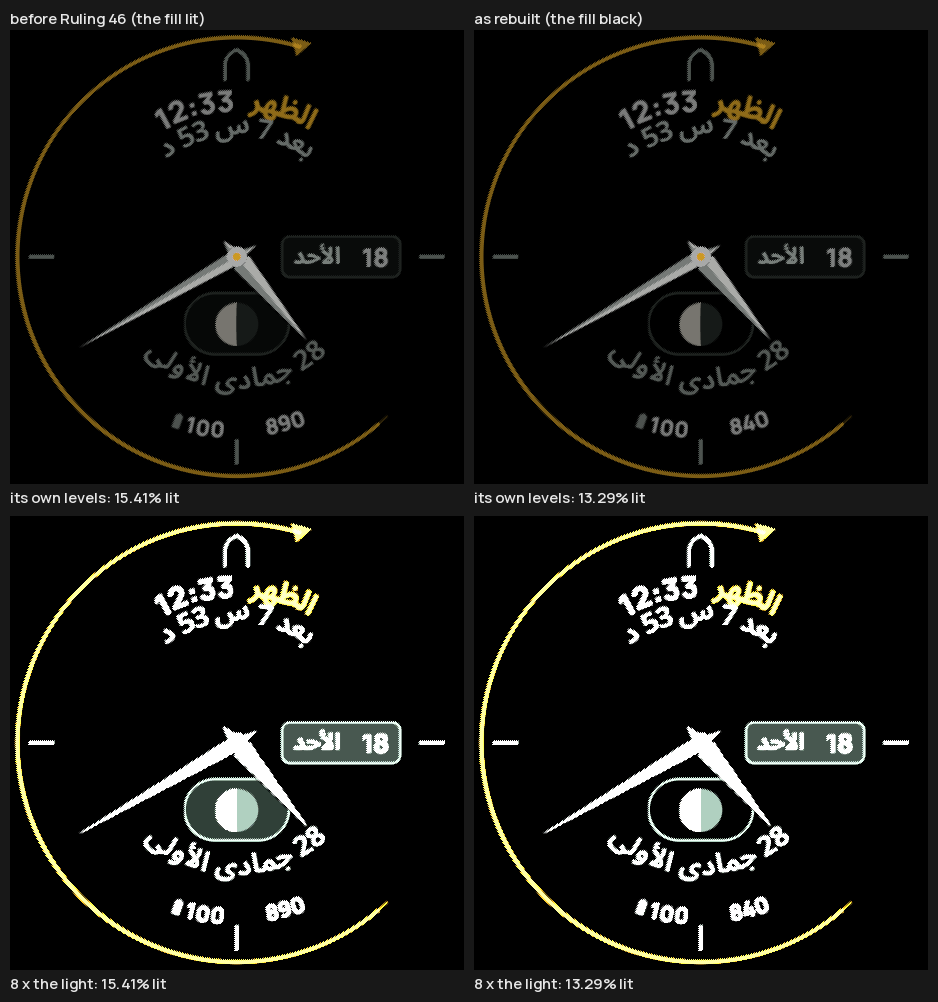 before Ruling 46 (the fill lit)
12:33 الظهر
بعد 7 س 53 د
الأحد 18
28 جمادى الأولى
100 890
its own levels: 15.41% lit
as rebuilt (the fill black)
12:33 الظهر
بعد 7 س 53 د
الأحد 18
28 جمادى الأولى
100 840
its own levels: 13.29% lit
12:33 الظهر
بعد 7 س 53 د
الأحد 18
28 جمادى الأولى
100 890
8 x the light: 15.41% lit
12:33 الظهر
بعد 7 س 53 د
الأحد 18
28 جمادى الأولى
100 840
8 x the light: 13.29% lit